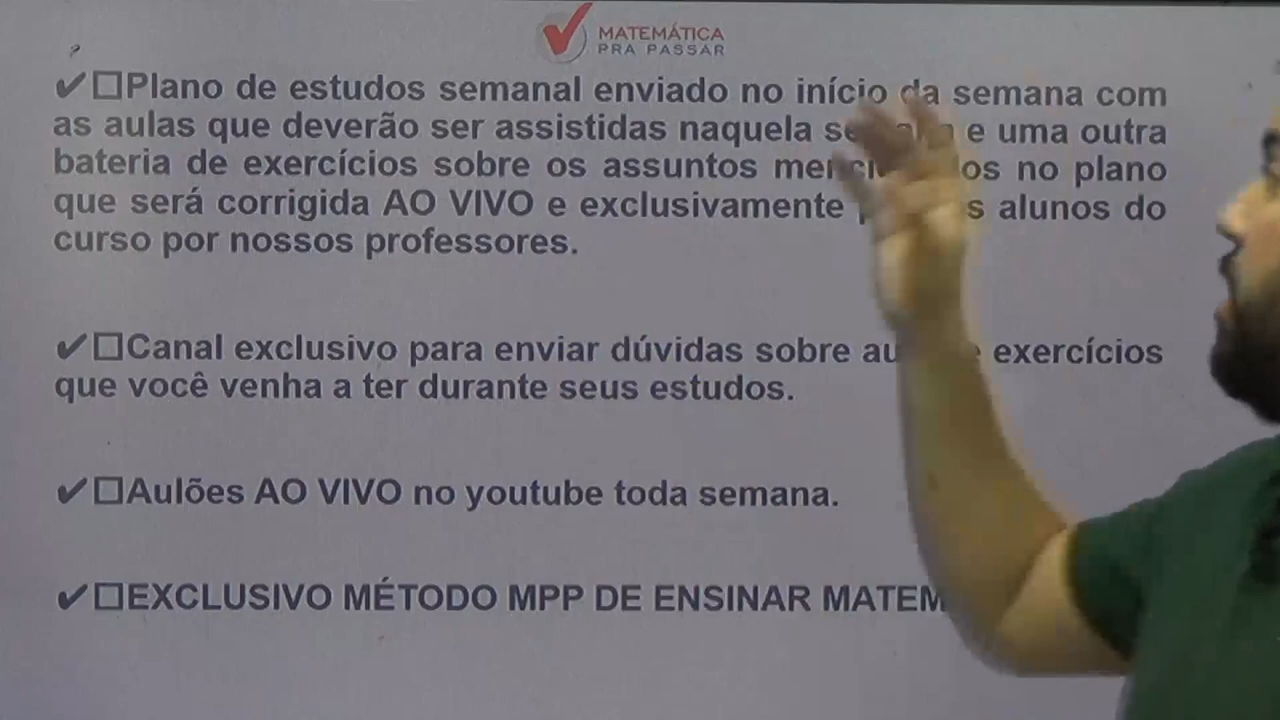 MATEMÁTICA
PRA PASSAR
✔☐Plano de estudos semanal enviado no início da semana com
as aulas que deverão ser assistidas naquela e uma outra
bateria de exercícios sobre os assuntos no plano
que será corrigida AO VIVO e exclusivamente alunos do
curso por nossos professores.
✔☐Canal exclusivo para enviar dúvidas sobre exercícios
que você venha a ter durante seus estudos.
✔☐Aulões AO VIVO no youtube toda semana.
✔☐EXCLUSIVO MÉTODO MPP DE ENSINAR